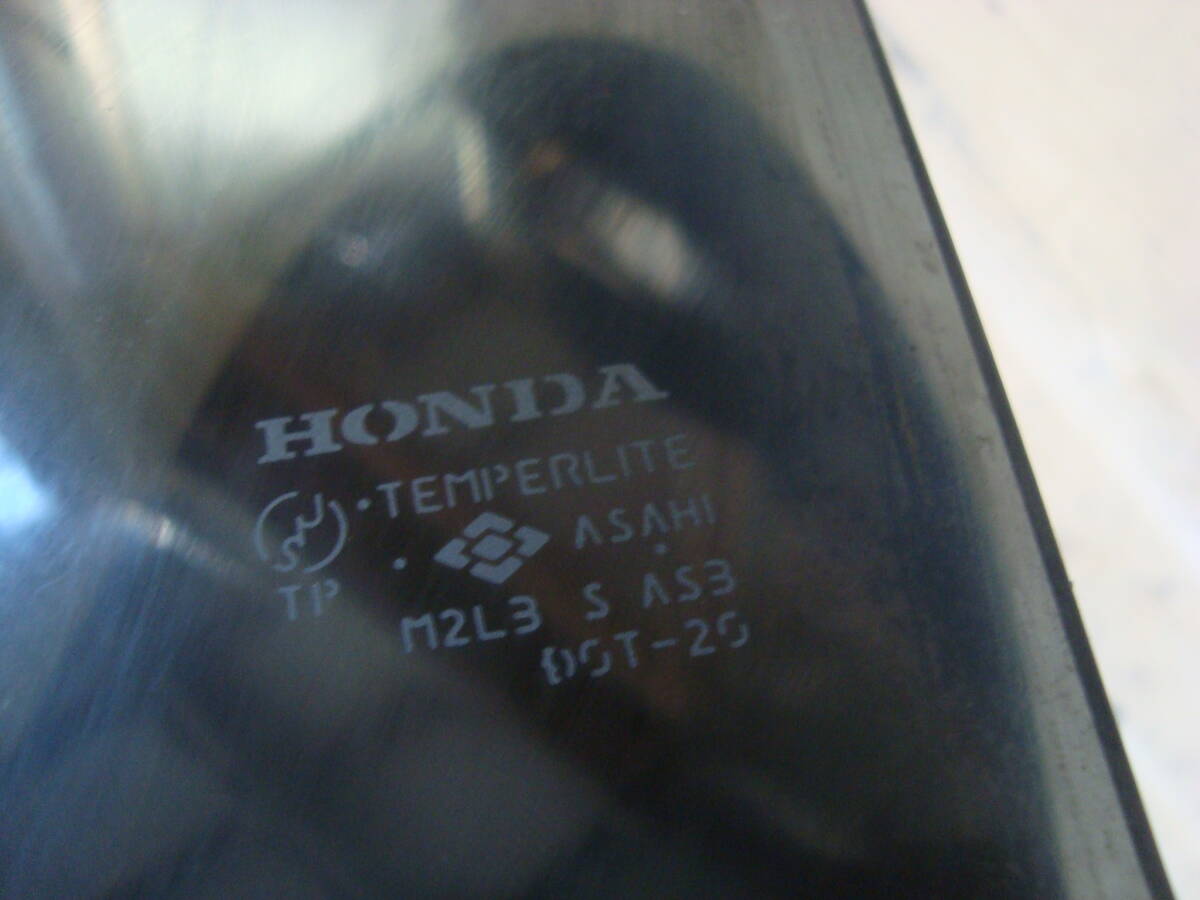 HONDA
·TEMPERLITE
TP · ASAHI
M2L3 S AS3
DOT-20